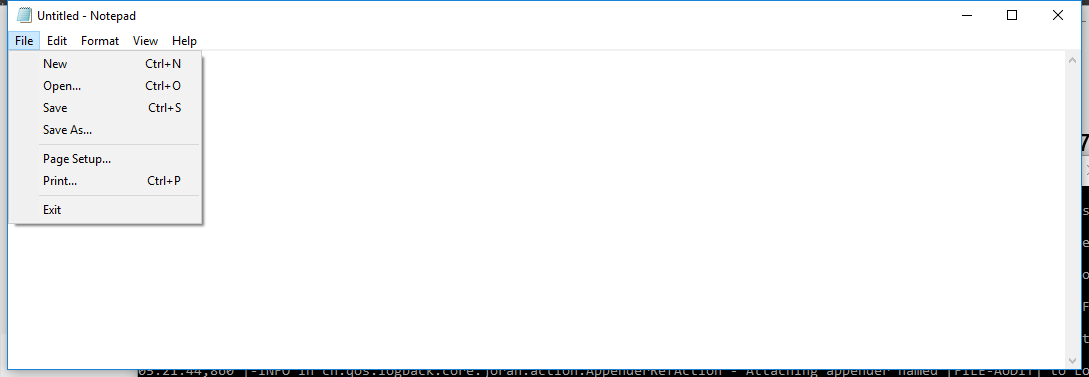 Untitled - Notepad
File Edit Format View Help
New Ctrl+N
Open... Ctrl+O
Save Ctrl+S
Save As...
Page Setup...
Print... Ctrl+P
Exit
7
s
e
o
F
t
05:21:44,860 |-INFO in ch.qos.logback.core.joran.action.AppenderRefAction - Attaching appender named [FILE-AUDIT] to Lo